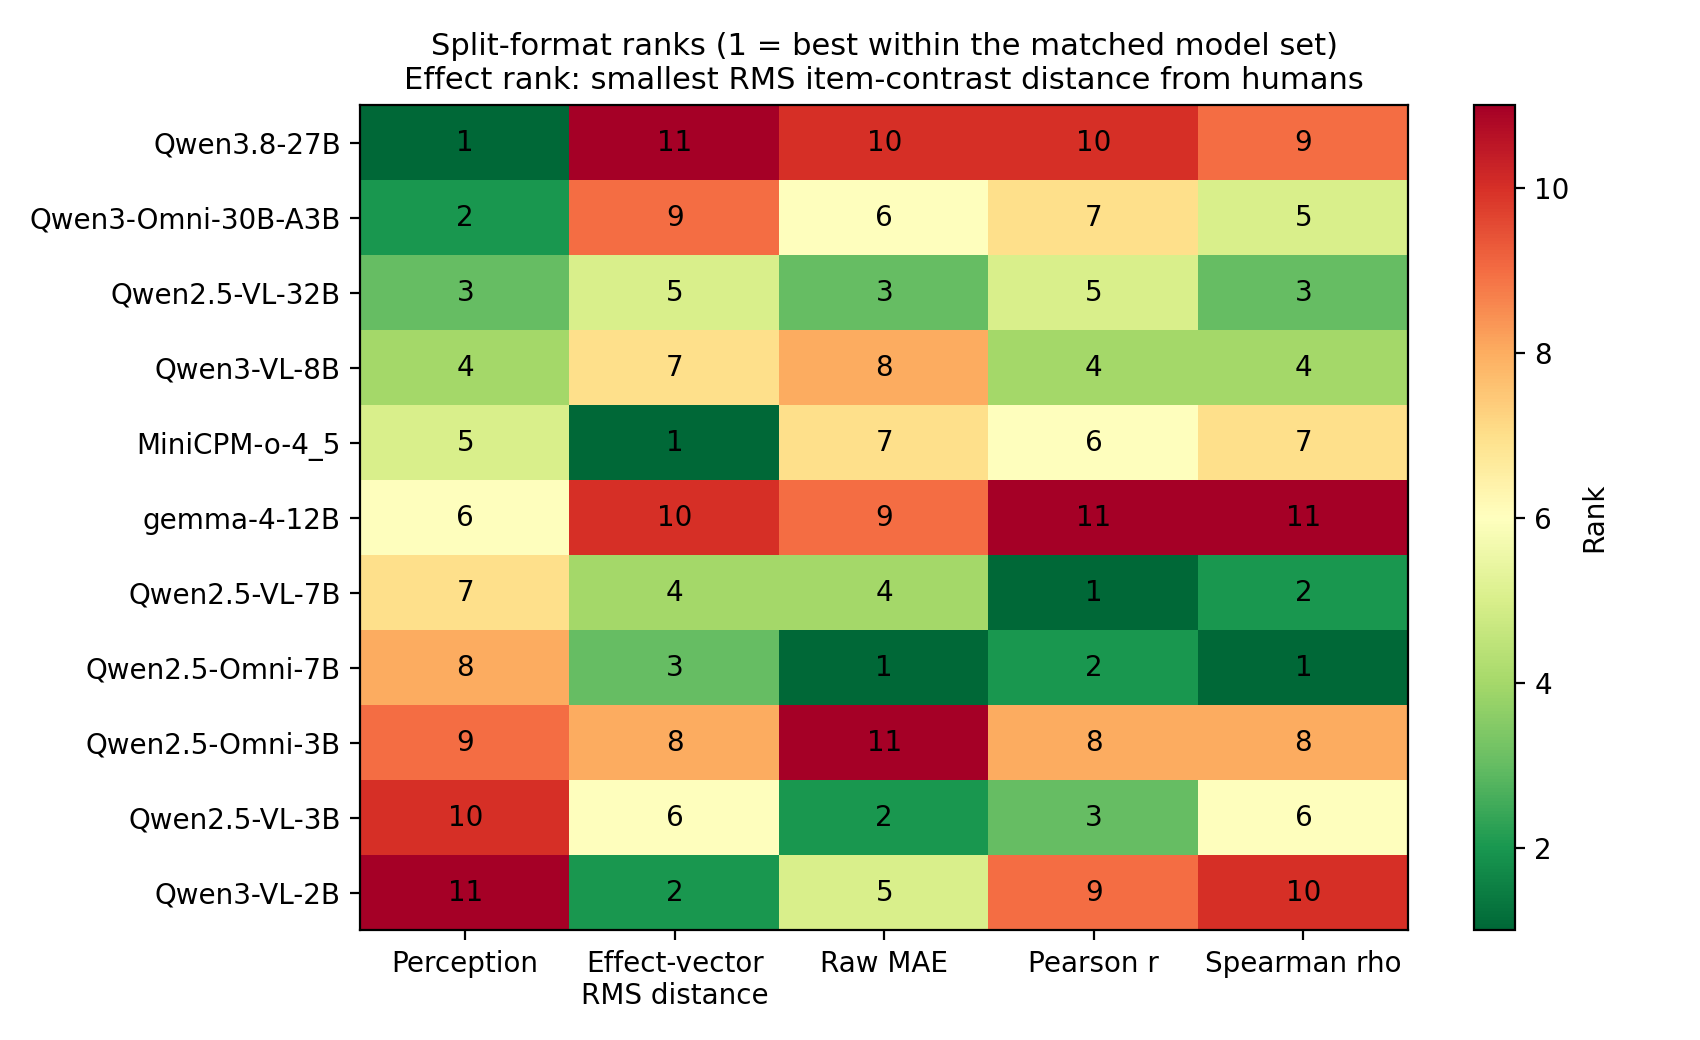 Split-format ranks (1 = best within the matched model set)
Effect rank: smallest RMS item-contrast distance from humans
Qwen3.8-27B 1 11 10 10 9
Qwen3-Omni-30B-A3B 2 9 6 7 5
Qwen2.5-VL-32B 3 5 3 5 3
Qwen3-VL-8B 4 7 8 4 4
MiniCPM-o-4_5 5 1 7 6 7
gemma-4-12B 6 10 9 11 11
Qwen2.5-VL-7B 7 4 4 1 2
Qwen2.5-Omni-7B 8 3 1 2 1
Qwen2.5-Omni-3B 9 8 11 8 8
Qwen2.5-VL-3B 10 6 2 3 6
Qwen3-VL-2B 11 2 5 9 10
Perception Effect-vector Raw MAE Pearson r Spearman rho
RMS distance
10
8
6
4
2
Rank